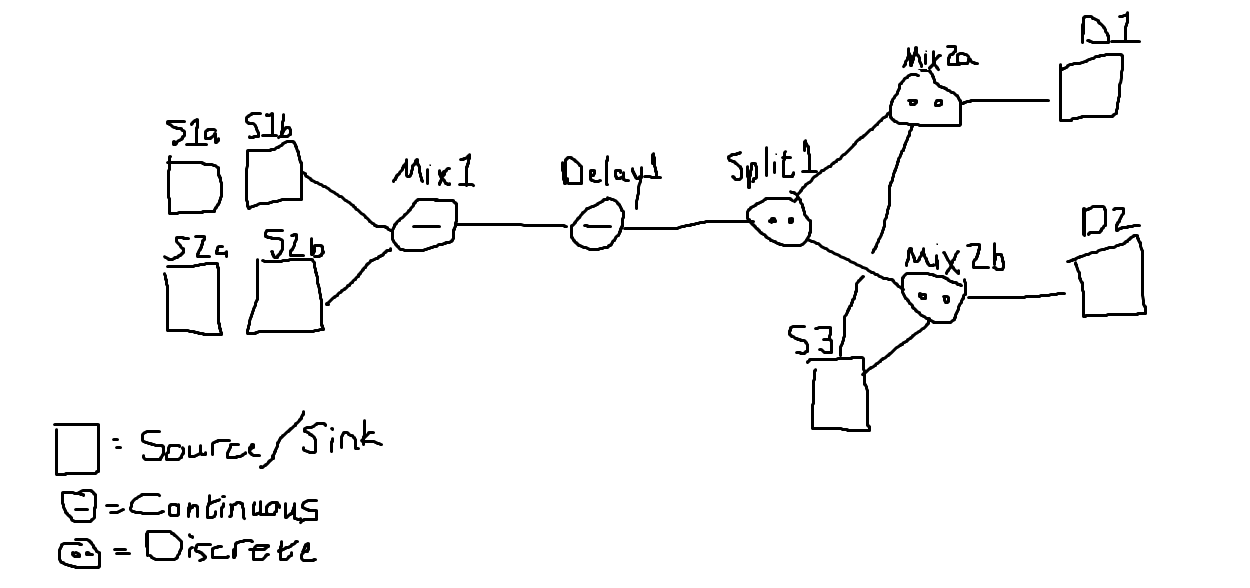 D1
Mix2a
S1a S1b
Mix1 Delay1 Split1
D2
S2a S2b
Mix2b
S3
= Source/Sink
= Continuous
= Discrete